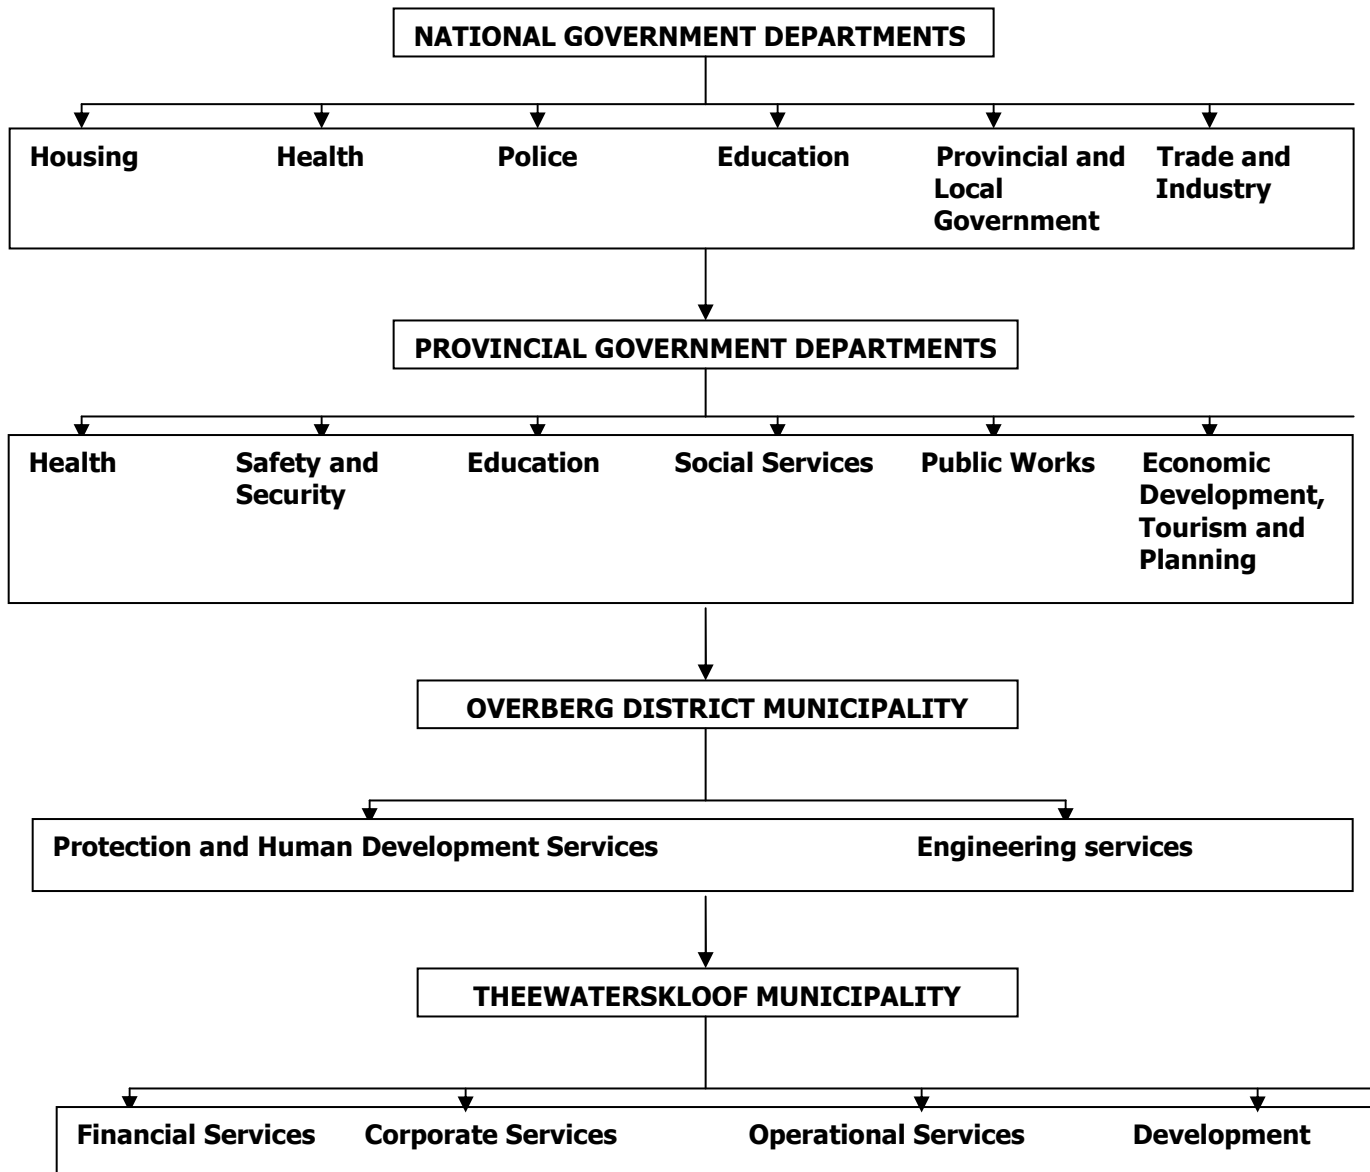 NATIONAL GOVERNMENT DEPARTMENTS
Housing Health Police Education Provincial and Trade and
Local Industry
Government
PROVINCIAL GOVERNMENT DEPARTMENTS
Health Safety and Education Social Services Public Works Economic
Security Development,
Tourism and
Planning
OVERBERG DISTRICT MUNICIPALITY
Protection and Human Development Services Engineering services
THEEWATERSKLOOF MUNICIPALITY
Financial Services Corporate Services Operational Services Development